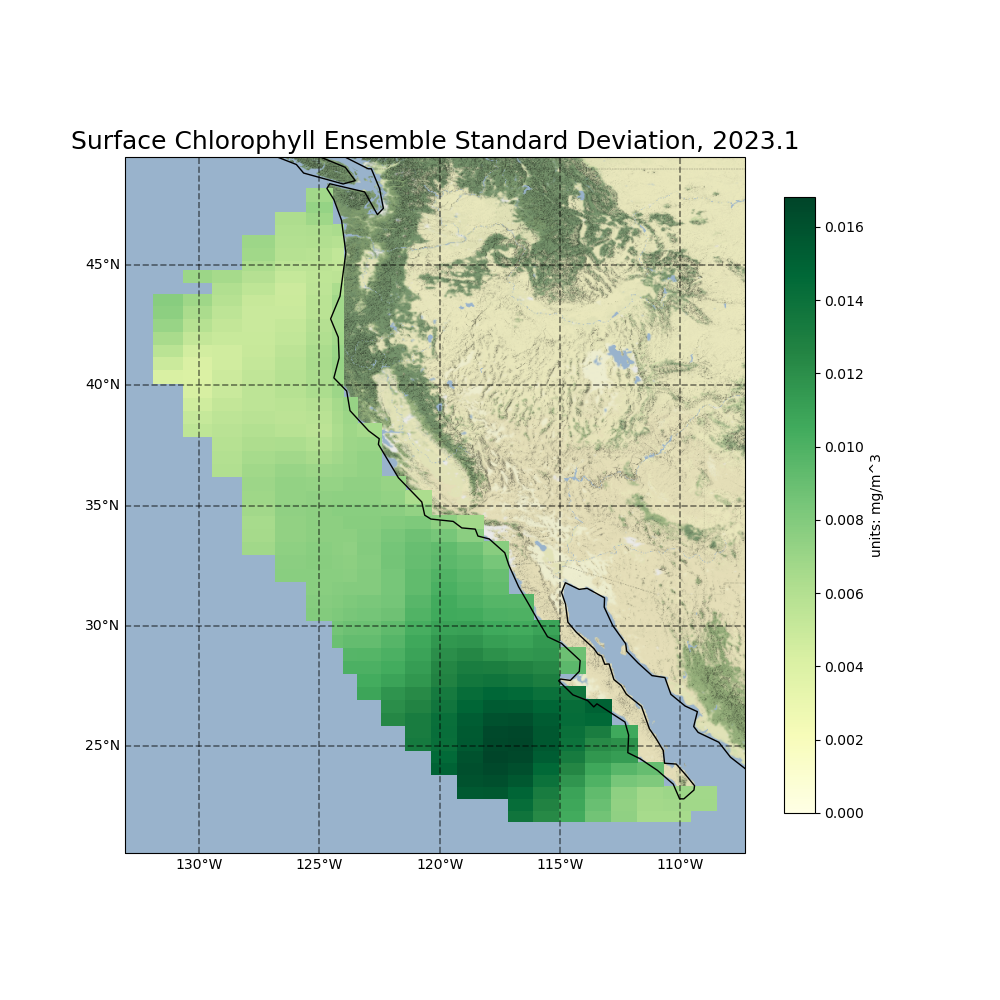 Surface Chlorophyll Ensemble Standard Deviation, 2023.1
45°N
40°N
35°N
30°N
25°N
130°W
125°W
120°W
115°W
110°W
0.016
0.014
0.012
0.010
0.008
0.006
0.004
0.002
0.000
units: mg/m^3